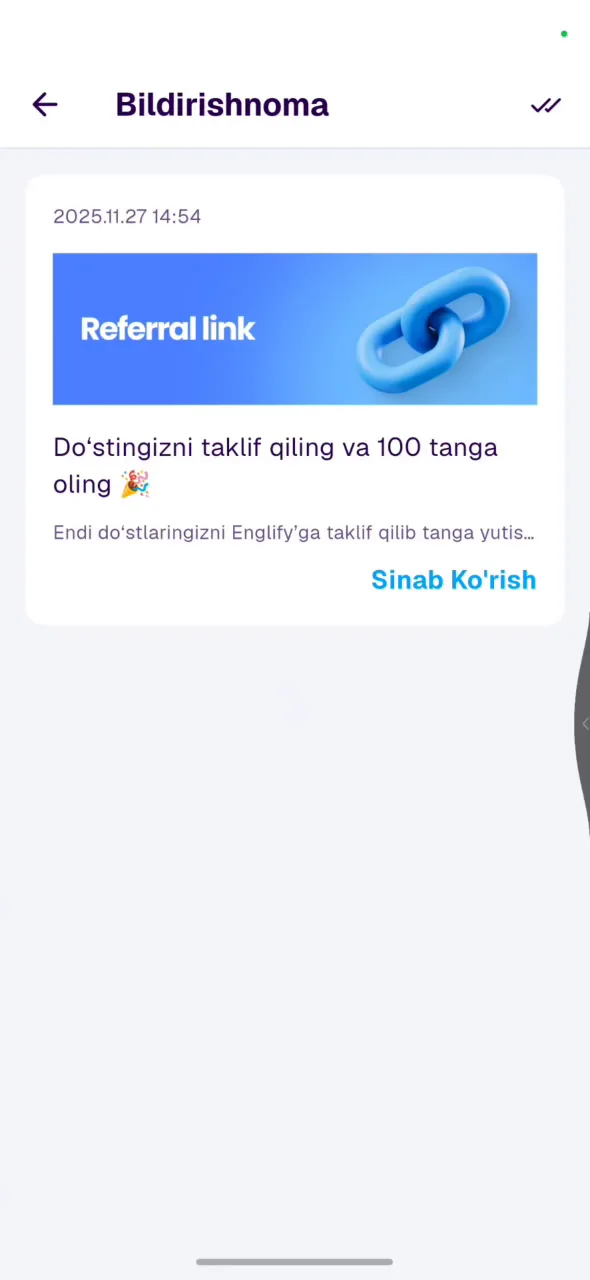 Bildirishnoma
2025.11.27 14:54
Referral link
Do‘stingizni taklif qiling va 100 tanga
oling 🎉
Endi do‘stlaringizni Englify’ga taklif qilib tanga yutis...
Sinab Ko'rish